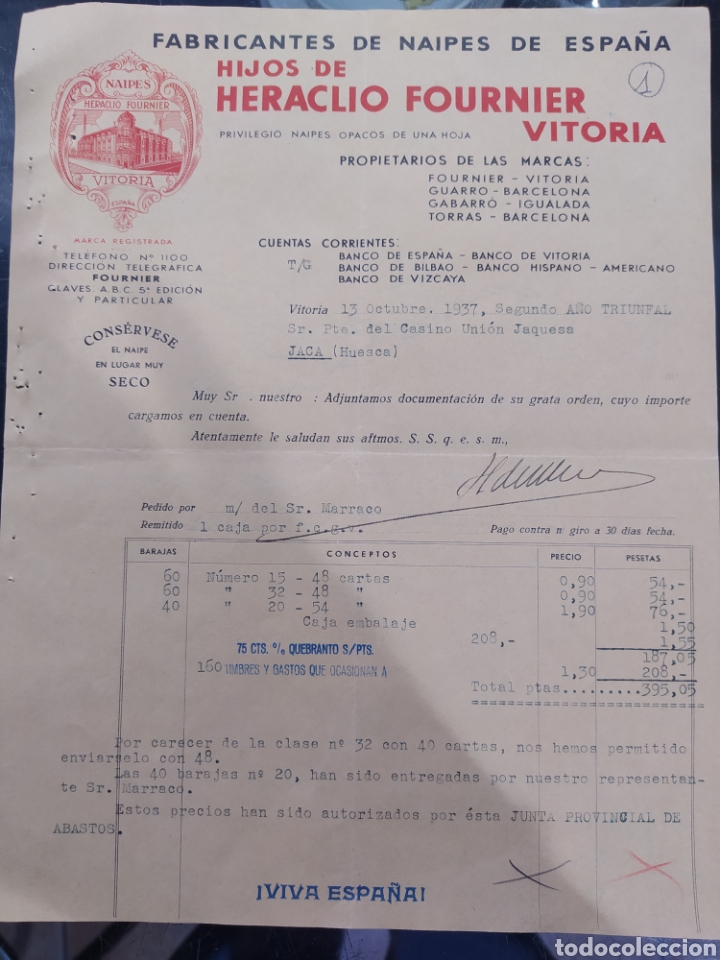 FABRICANTES DE NAIPES DE ESPAÑA
HIJOS DE
HERACLIO FOURNIER
VITORIA
1
NAIPES
HERACLIO FOURNIER
VITORIA
ESPAÑA
MARCA REGISTRADA
PRIVILEGIO NAIPES OPACOS DE UNA HOJA
PROPIETARIOS DE LAS MARCAS:
FOURNIER - VITORIA
GUARRO - BARCELONA
GABARRÓ - IGUALADA
TORRAS - BARCELONA
TELEFONO Nº 1100
DIRECCION TELEGRAFICA
FOURNIER
CLAVES. A.B.C. 5ª EDICIÓN
Y PARTICULAR
CONSÉRVESE
EL NAIPE
EN LUGAR MUY
SECO
CUENTAS CORRIENTES:
BANCO DE ESPAÑA - BANCO DE VITORIA
T/G BANCO DE BILBAO - BANCO HISPANO - AMERICANO
BANCO DE VIZCAYA
Vitoria 13 Octubre. 1937, Segundo AÑO TRIUNFAL
Sr. Pte. del Casino Unión Jaquesa
JACA (Huesca)
Muy Sr . nuestro : Adjuntamos documentación de su grata orden, cuyo importe
cargamos en cuenta.
Atentamente le saludan sus aftmos. S. S. q. e. s. m.,
Pedido por m/ del Sr. Marraco
Remitido 1 caja por f.c.g.v. Pago contra n giro a 30 días fecha.
BARAJAS CONCEPTOS PRECIO PESETAS
60 Número 15 - 48 cartas 0,90 54,-
60 " 32 - 48 " 0,90 54,-
40 " 20 - 54 " 1,90 76,-
Caja embalaje 1,50
75 CTS. % QUEBRANTO S/PTS. 208,- 1,55
187,05
160 TIMBRES Y GASTOS QUE OCASIONAN A 1,30 208,-
Total ptas.........395,05
Por carecer de la clase nº 32 con 40 cartas, nos hemos permitido
enviarselo con 48.
Las 40 barajas nº 20, han sido entregadas por nuestro representan-
te Sr. Marraco.
Estos precios han sido autorizados por ésta JUNTA PROVINCIAL DE
ABASTOS.
¡VIVA ESPAÑA!
todocoleccion